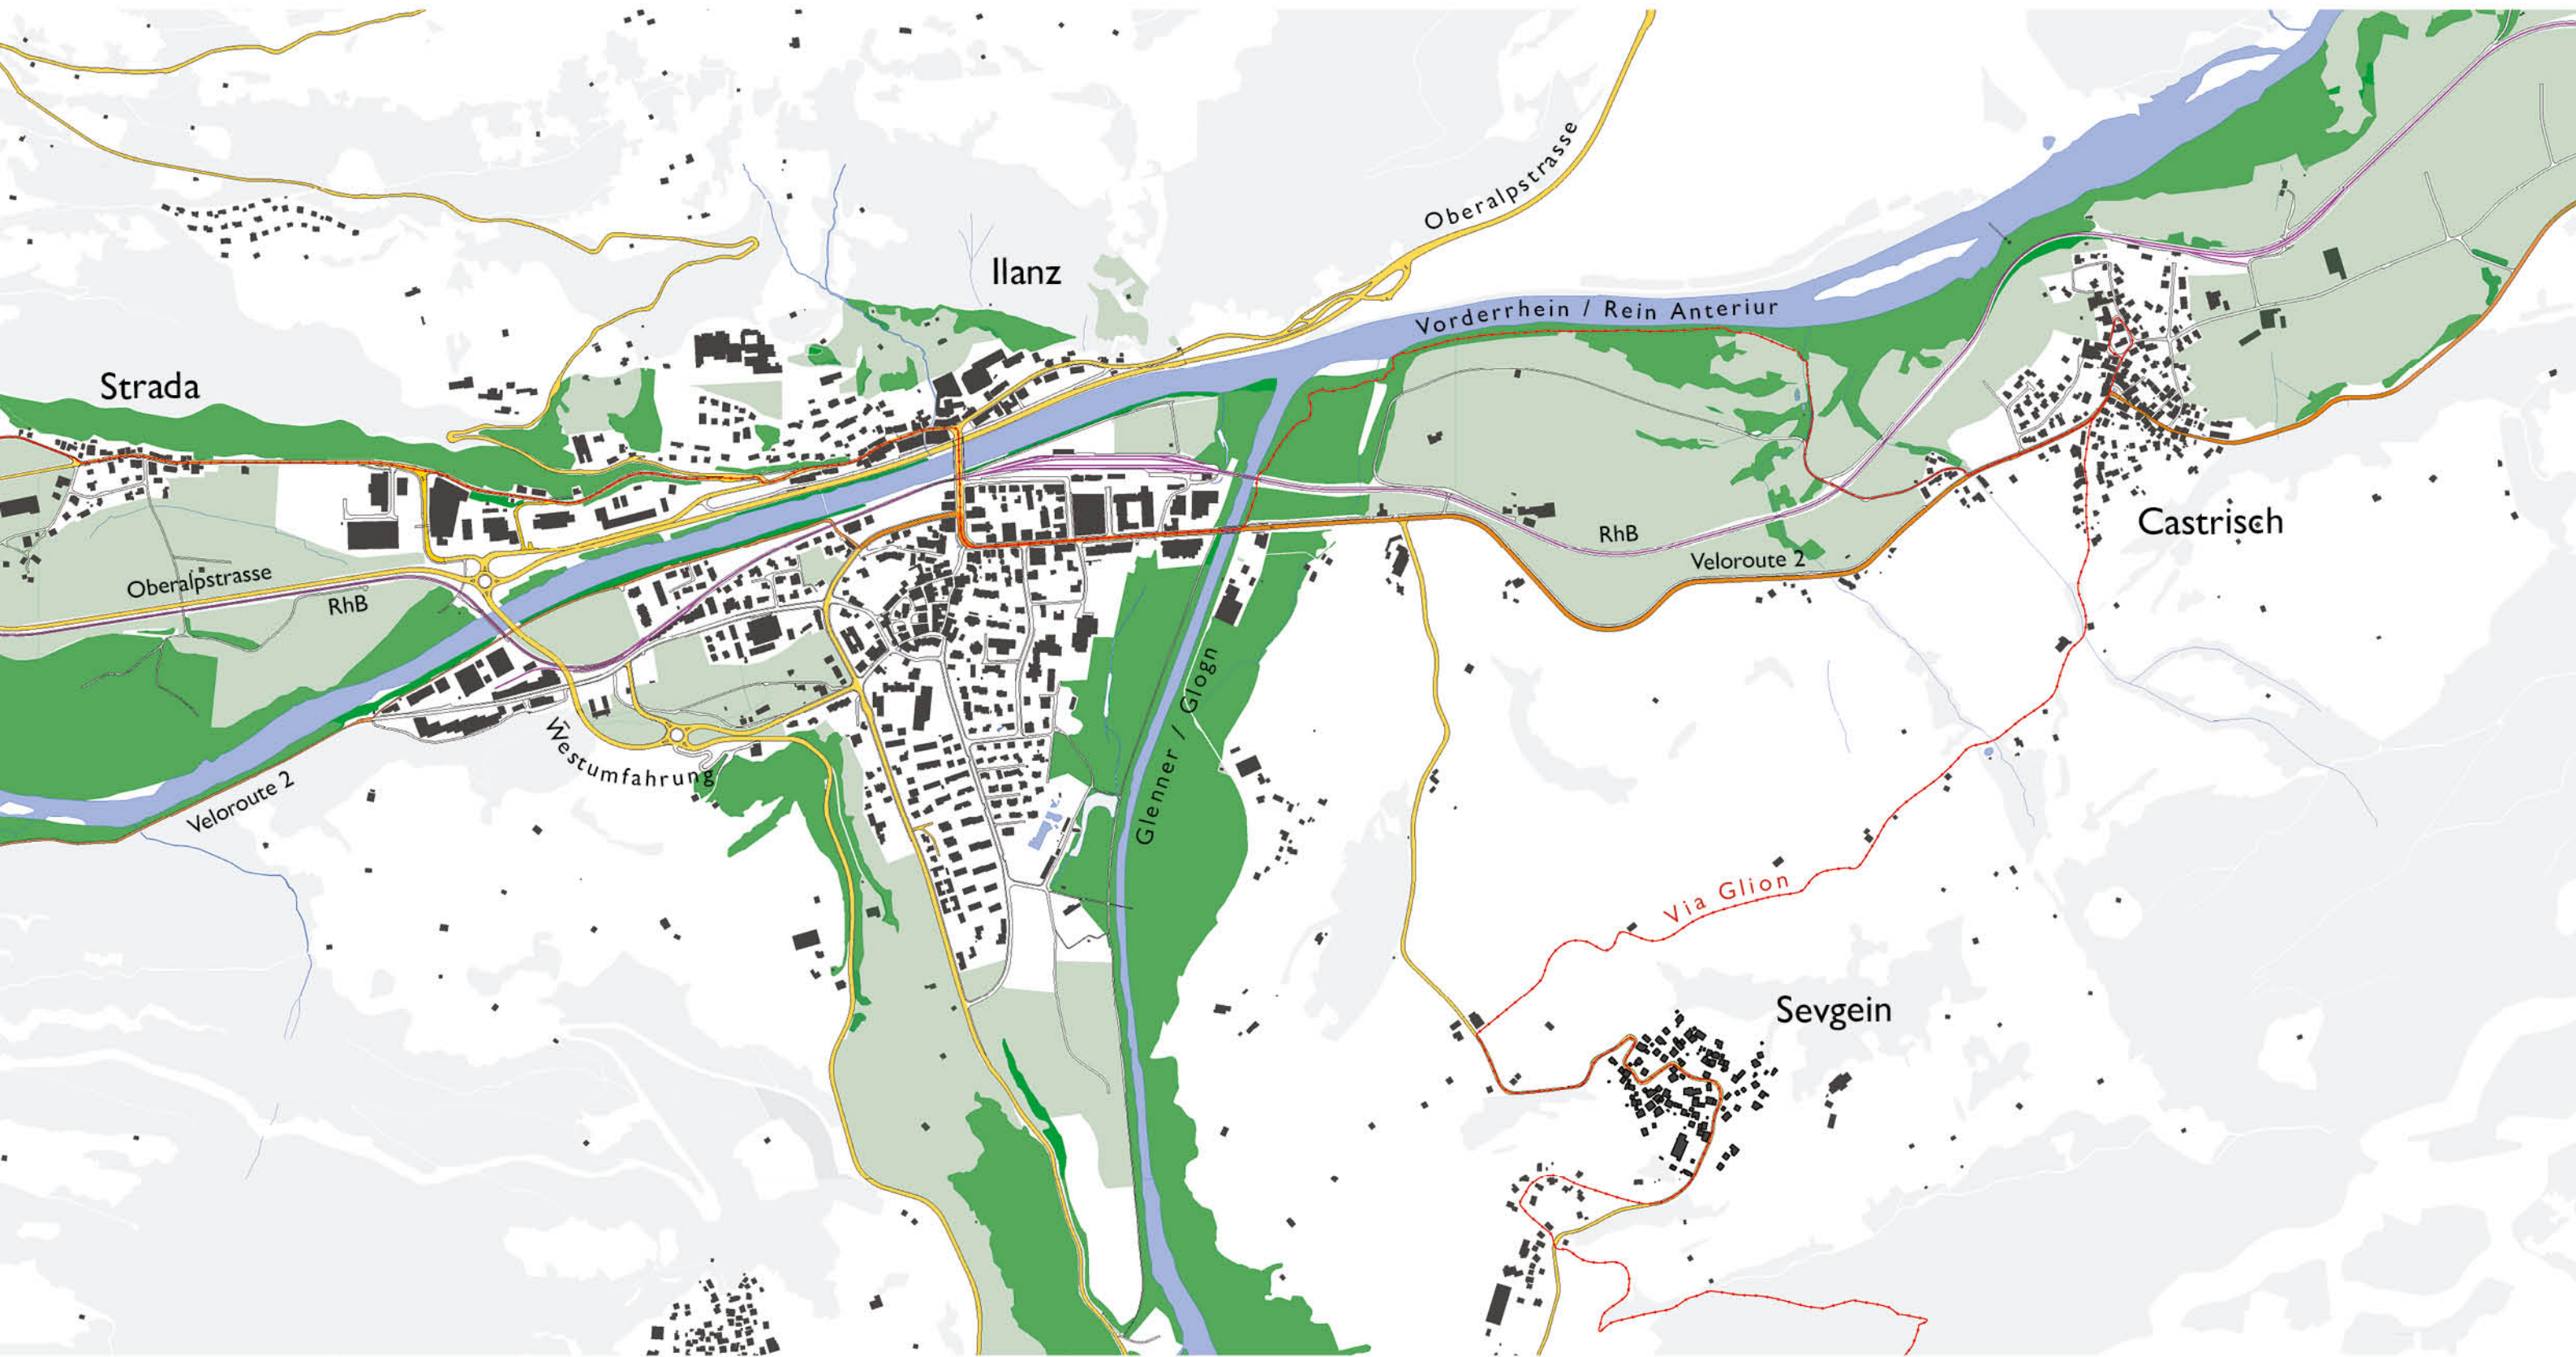 Oberalpstrasse
Ilanz
Vorderrhein / Rein Anteriur
Strada
Castrisch
RhB
Veloroute 2
Oberalpstrasse
RhB
Glenner / Glogn
Westumfahrung
Veloroute 2
Via Glion
Sevgein